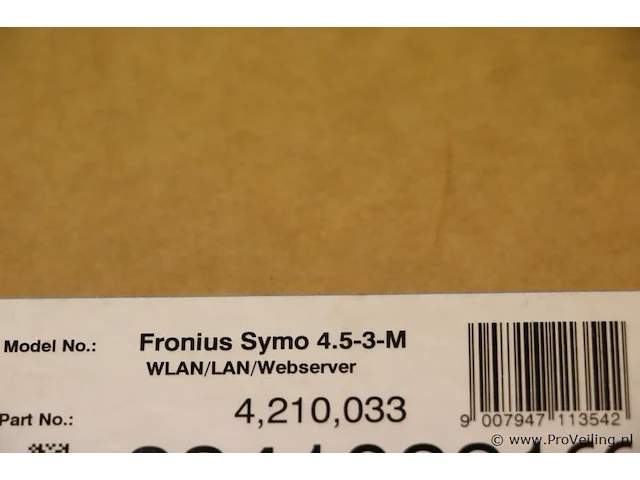 Model No.: Fronius Symo 4.5-3-M
WLAN/LAN/Webserver
Part No.: 4,210,033
9 007947 113542
© www.ProVeiling.nl